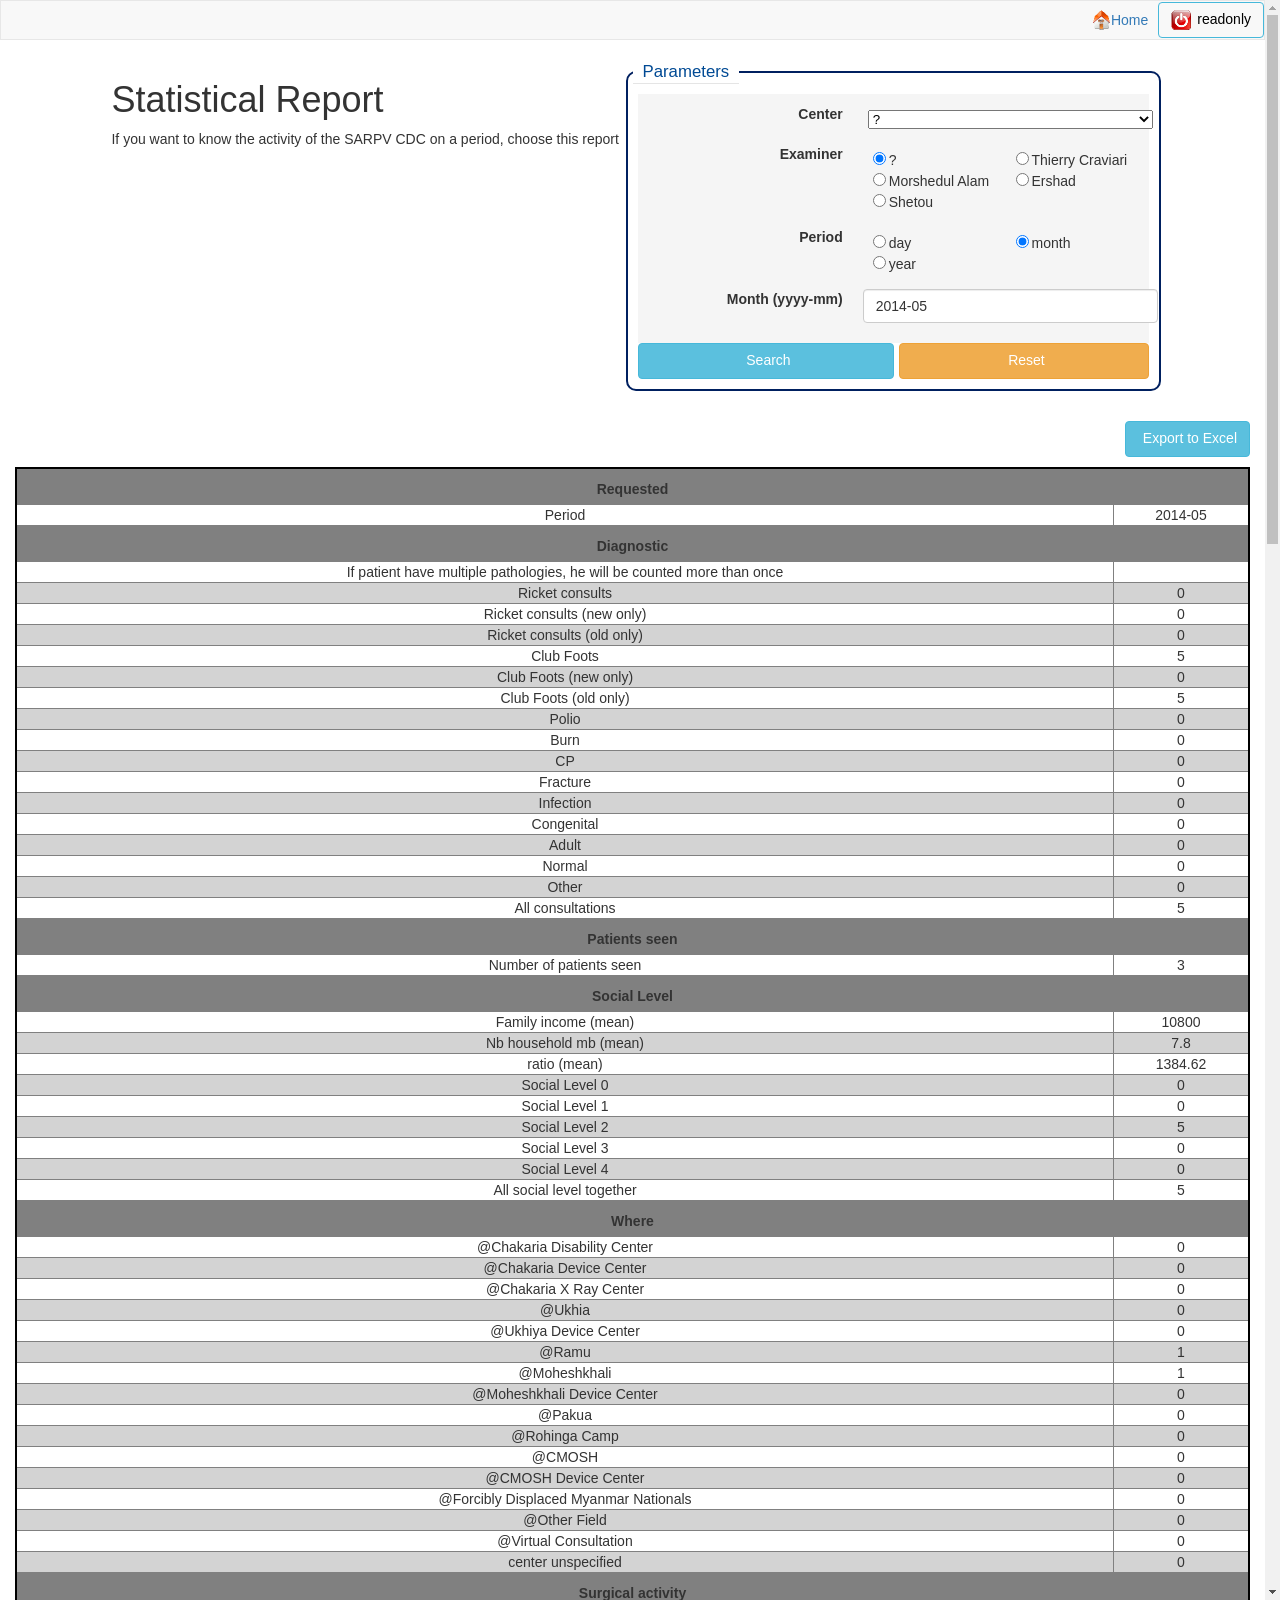 Home readonly
Statistical Report
If you want to know the activity of the SARPV CDC on a period, choose this report
Parameters
Center ?
Examiner ? Thierry Craviari
Morshedul Alam Ershad
Shetou
Period day month
year
Month (yyyy-mm) 2014-05
Search Reset
Export to Excel
Requested
Period 2014-05
Diagnostic
If patient have multiple pathologies, he will be counted more than once
Ricket consults 0
Ricket consults (new only) 0
Ricket consults (old only) 0
Club Foots 5
Club Foots (new only) 0
Club Foots (old only) 5
Polio 0
Burn 0
CP 0
Fracture 0
Infection 0
Congenital 0
Adult 0
Normal 0
Other 0
All consultations 5
Patients seen
Number of patients seen 3
Social Level
Family income (mean) 10800
Nb household mb (mean) 7.8
ratio (mean) 1384.62
Social Level 0 0
Social Level 1 0
Social Level 2 5
Social Level 3 0
Social Level 4 0
All social level together 5
Where
@Chakaria Disability Center 0
@Chakaria Device Center 0
@Chakaria X Ray Center 0
@Ukhia 0
@Ukhiya Device Center 0
@Ramu 1
@Moheshkhali 1
@Moheshkhali Device Center 0
@Pakua 0
@Rohinga Camp 0
@CMOSH 0
@CMOSH Device Center 0
@Forcibly Displaced Myanmar Nationals 0
@Other Field 0
@Virtual Consultation 0
center unspecified 0
Surgical activity